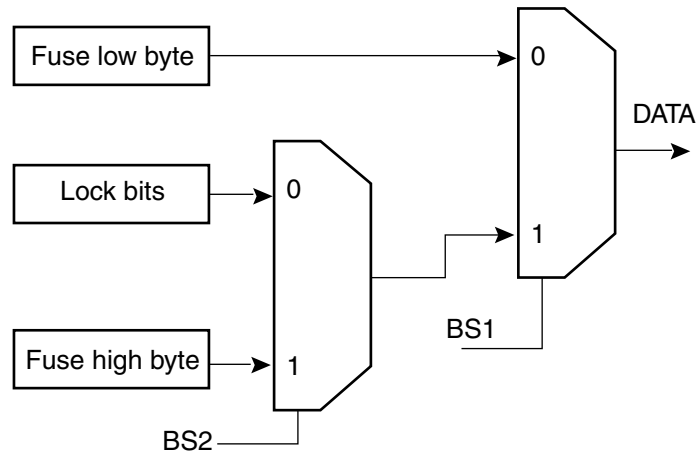 Fuse low byte
0
DATA
Lock bits
0
1
BS1
Fuse high byte
1
BS2